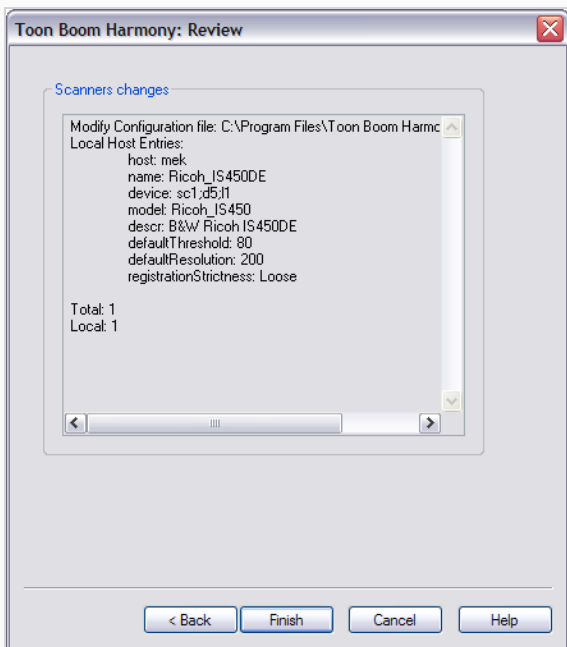 Toon Boom Harmony: Review
Scanners changes
Modify Configuration file: C:\Program Files\Toon Boom Harmc
Local Host Entries:
host: mek
name: Ricoh_IS450DE
device: sc1;d5;l1
model: Ricoh_IS450
descr: B&W Ricoh IS450DE
defaultThreshold: 80
defaultResolution: 200
registrationStrictness: Loose
Total: 1
Local: 1
< Back Finish Cancel Help